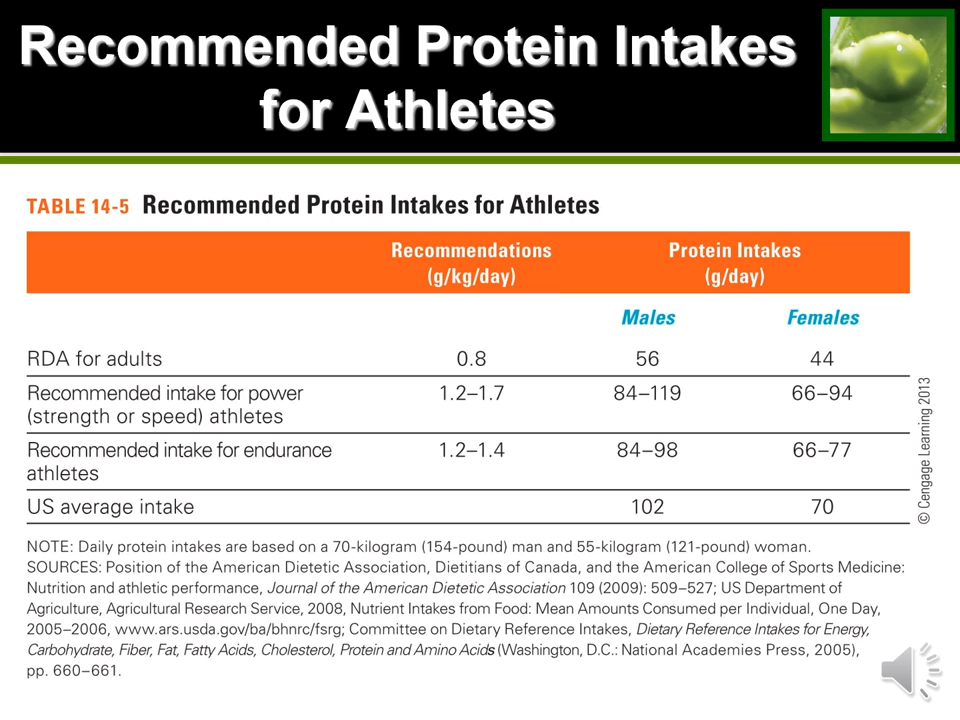 Recommended Protein Intakes
for Athletes
TABLE 14-5 Recommended Protein Intakes for Athletes
Recommendations Protein Intakes
(g/kg/day) (g/day)
Males Females
RDA for adults 0.8 56 44
Recommended intake for power 1.2–1.7 84–119 66–94
(strength or speed) athletes
Recommended intake for endurance 1.2–1.4 84–98 66–77
athletes
US average intake 102 70
© Cengage Learning 2013
NOTE: Daily protein intakes are based on a 70-kilogram (154-pound) man and 55-kilogram (121-pound) woman.
SOURCES: Position of the American Dietetic Association, Dietitians of Canada, and the American College of Sports Medicine:
Nutrition and athletic performance, Journal of the American Dietetic Association 109 (2009): 509–527; US Department of
Agriculture, Agricultural Research Service, 2008, Nutrient Intakes from Food: Mean Amounts Consumed per Individual, One Day,
2005–2006, www.ars.usda.gov/ba/bhnrc/fsrg; Committee on Dietary Reference Intakes, Dietary Reference Intakes for Energy,
Carbohydrate, Fiber, Fat, Fatty Acids, Cholesterol, Protein and Amino Acids (Washington, D.C.: National Academies Press, 2005),
pp. 660–661.